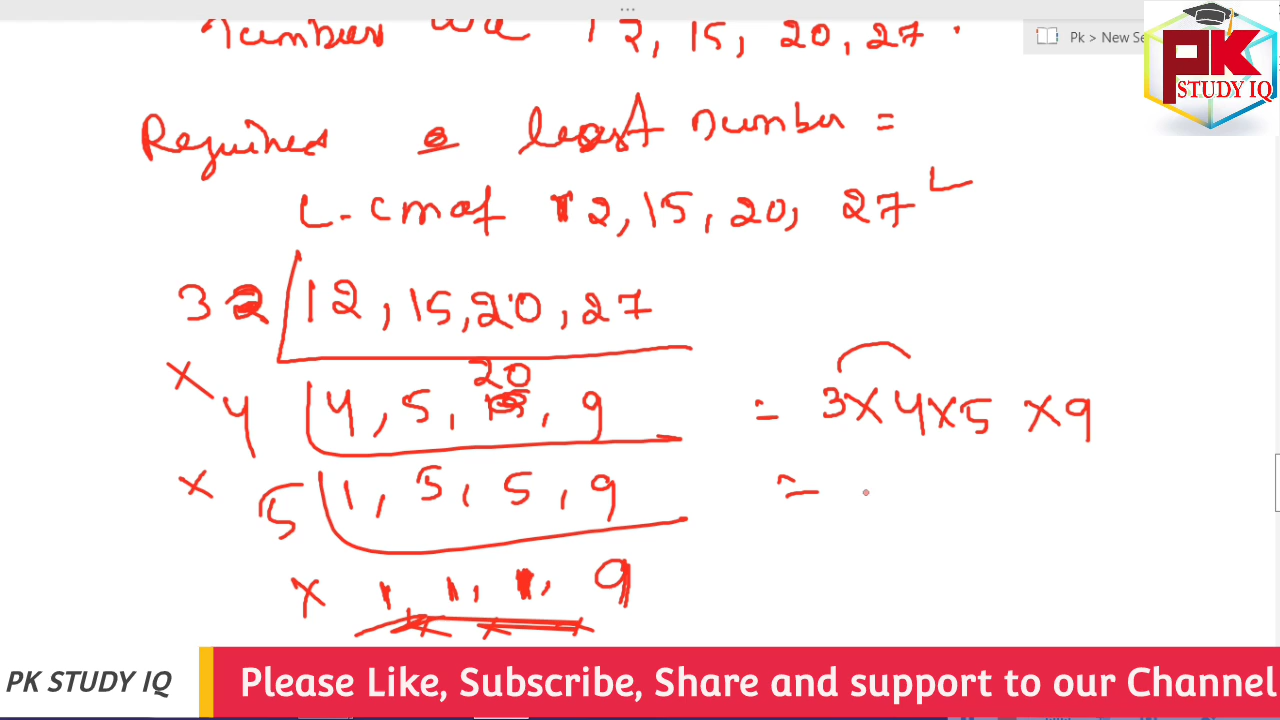 numbers are 12, 15, 20, 27.
Pk > New Se
PK
STUDY IQ
Required least number =
L.cm of 12, 15, 20, 27
3 2 12, 15, 20, 27
×
4 4, 5, 20, 9
= 3×4×5×9
×
5 1, 5, 5, 9
=
× 1, 1, 1, 9
PK STUDY IQ
Please Like, Subscribe, Share and support to our Channel